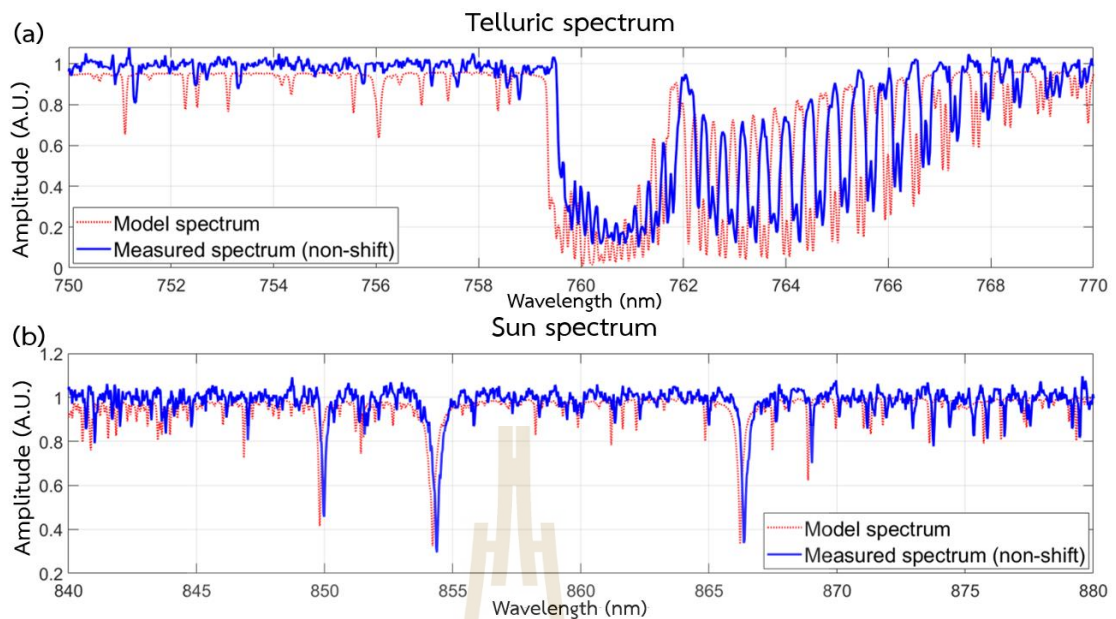 (a)
Telluric spectrum
1
0.8
0.6
0.4
0.2
0
Amplitude (A.U.)
Model spectrum
Measured spectrum (non-shift)
750
752
754
756
758
760
762
764
766
768
770
Wavelength (nm)
(b)
Sun spectrum
1.2
1
0.8
0.6
0.4
0.2
Amplitude (A.U.)
Model spectrum
Measured spectrum (non-shift)
840
845
850
855
860
865
870
875
880
Wavelength (nm)